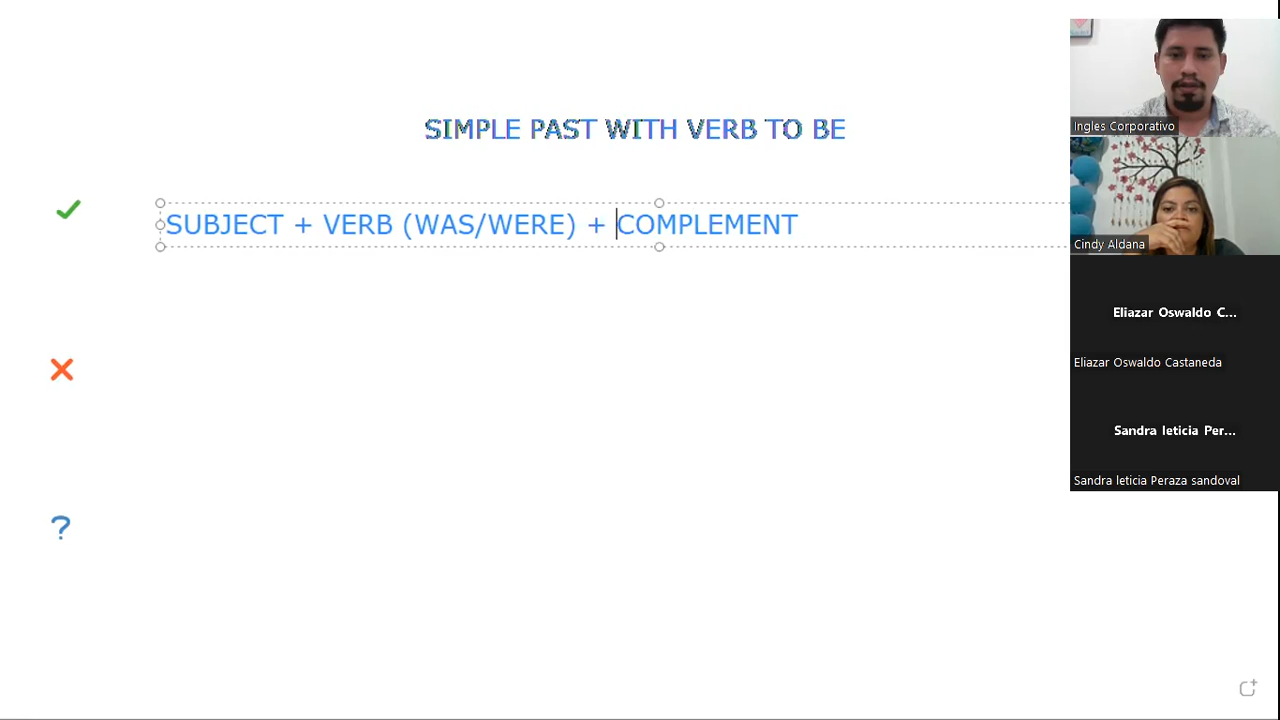 SIMPLE PAST WITH VERB TO BE
SUBJECT + VERB (WAS/WERE) + COMPLEMENT
?
Ingles Corporativo
Cindy Aldana
Eliazar Oswaldo C...
Eliazar Oswaldo Castaneda
Sandra leticia Per...
Sandra leticia Peraza sandoval